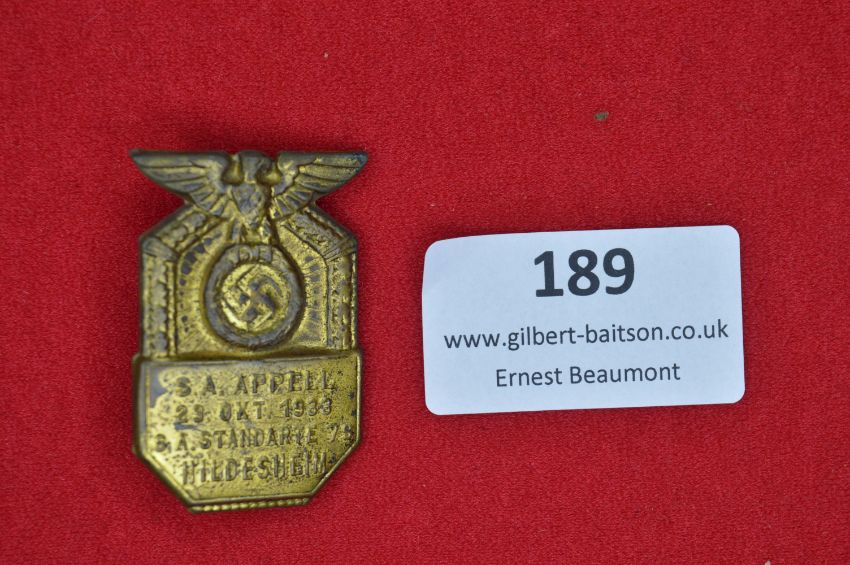 S.A. APPELL
29. OKT. 1933
S.A. STANDARTE 79
HILDESHEIM
189
www.gilbert-baitson.co.uk
Ernest Beaumont